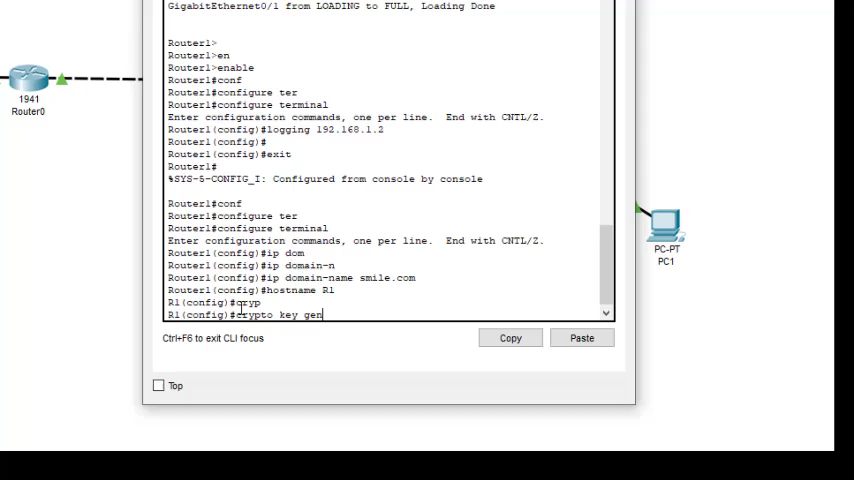 GigabitEthernet0/1 from LOADING to FULL, Loading Done
Router1>
Router1>en
Router1>enable
Router1#conf
Router1#configure ter
Router1#configure terminal
Enter configuration commands, one per line.  End with CNTL/Z.
Router1(config)#logging 192.168.1.2
Router1(config)#
Router1(config)#exit
Router1#
%SYS-5-CONFIG_I: Configured from console by console
Router1#conf
Router1#configure ter
Router1#configure terminal
Enter configuration commands, one per line.  End with CNTL/Z.
Router1(config)#ip dom
Router1(config)#ip domain-n
Router1(config)#ip domain-name smile.com
Router1(config)#hostname R1
R1(config)#cryp
R1(config)#crypto key gen
Ctrl+F6 to exit CLI focus
Copy
Paste
Top
1941
Router0
PC-PT
PC1